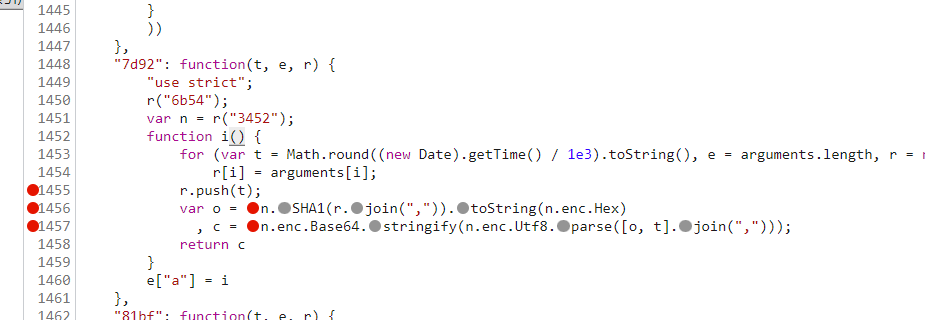 1445 }
1446 ))
1447 },
1448 "7d92": function(t, e, r) {
1449 "use strict";
1450 r("6b54");
1451 var n = r("3452");
1452 function i() {
1453 for (var t = Math.round((new Date).getTime() / 1e3).toString(), e = arguments.length, r =
1454 r[i] = arguments[i];
1455 r.push(t);
1456 var o = n.SHA1(r.join(",")).toString(n.enc.Hex)
1457 , c = n.enc.Base64.stringify(n.enc.Utf8.parse([o, t].join(",")));
1458 return c
1459 }
1460 e["a"] = i
1461 },
1462 "81bf": function(t, e, r) {